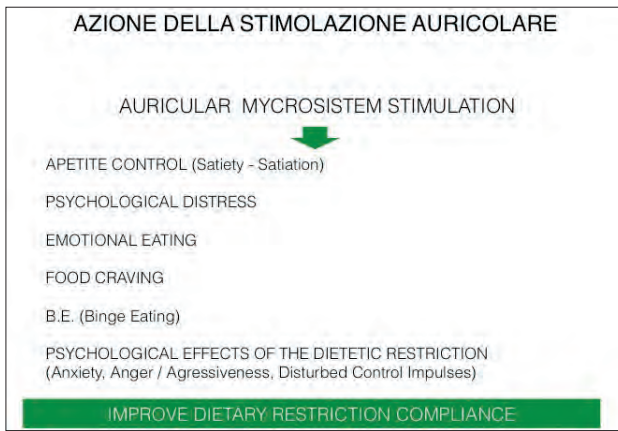 AZIONE DELLA STIMOLAZIONE AURICOLARE
AURICULAR MYCROSISTEM STIMULATION
APETITE CONTROL (Satiety - Satiation)
PSYCHOLOGICAL DISTRESS
EMOTIONAL EATING
FOOD CRAVING
B.E. (Binge Eating)
PSYCHOLOGICAL EFFECTS OF THE DIETETIC RESTRICTION
(Anxiety, Anger / Agressiveness, Disturbed Control Impulses)
IMPROVE DIETARY RESTRICTION COMPLIANCE